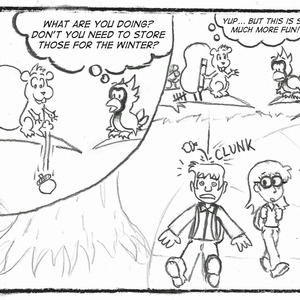 WHAT ARE YOU DOING?
DON'T YOU NEED TO STORE
THOSE FOR THE WINTER?
YUP... BUT THIS IS S
MUCH MORE FUN!
CLUNK